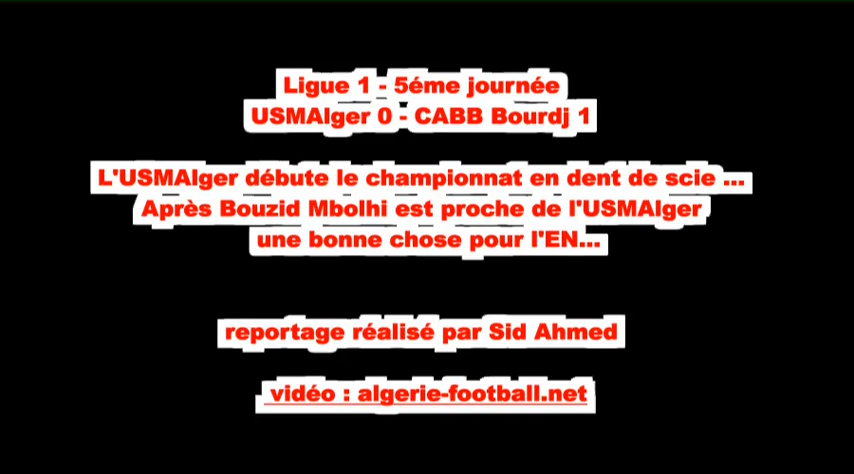 Ligue 1 - 5éme journée
USMAlger 0 - CABB Bourdj 1
L'USMAlger débute le championnat en dent de scie ...
Après Bouzid Mbolhi est proche de l'USMAlger
une bonne chose pour l'EN...
reportage réalisé par Sid Ahmed
vidéo : algerie-football.net